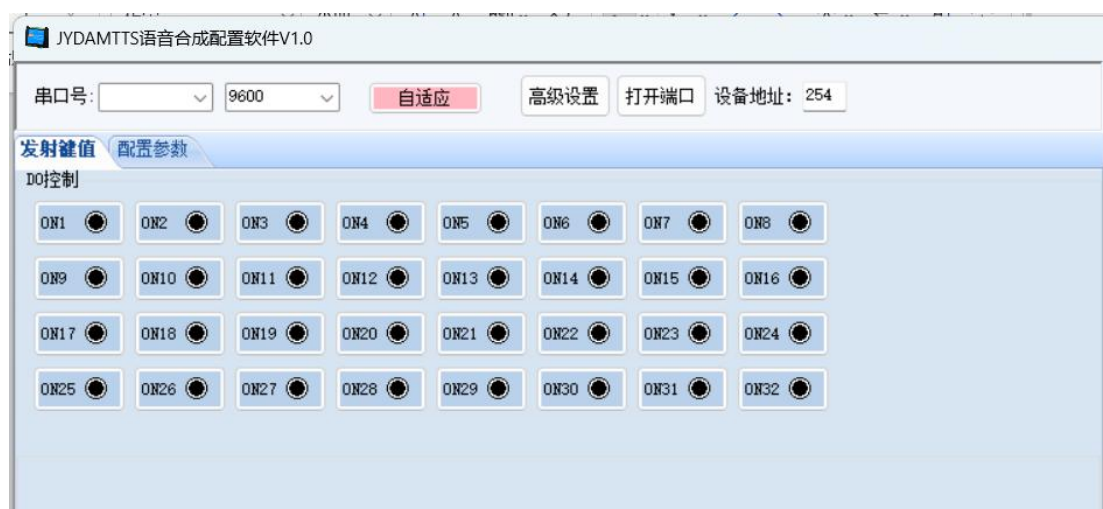 JYDAMTTS语音合成配置软件V1.0
串口号: 9600 自适应 高级设置 打开端口 设备地址: 254
发射鍵值 配置参数
DO控制
ON1 ON2 ON3 ON4 ON5 ON6 ON7 ON8
ON9 ON10 ON11 ON12 ON13 ON14 ON15 ON16
ON17 ON18 ON19 ON20 ON21 ON22 ON23 ON24
ON25 ON26 ON27 ON28 ON29 ON30 ON31 ON32